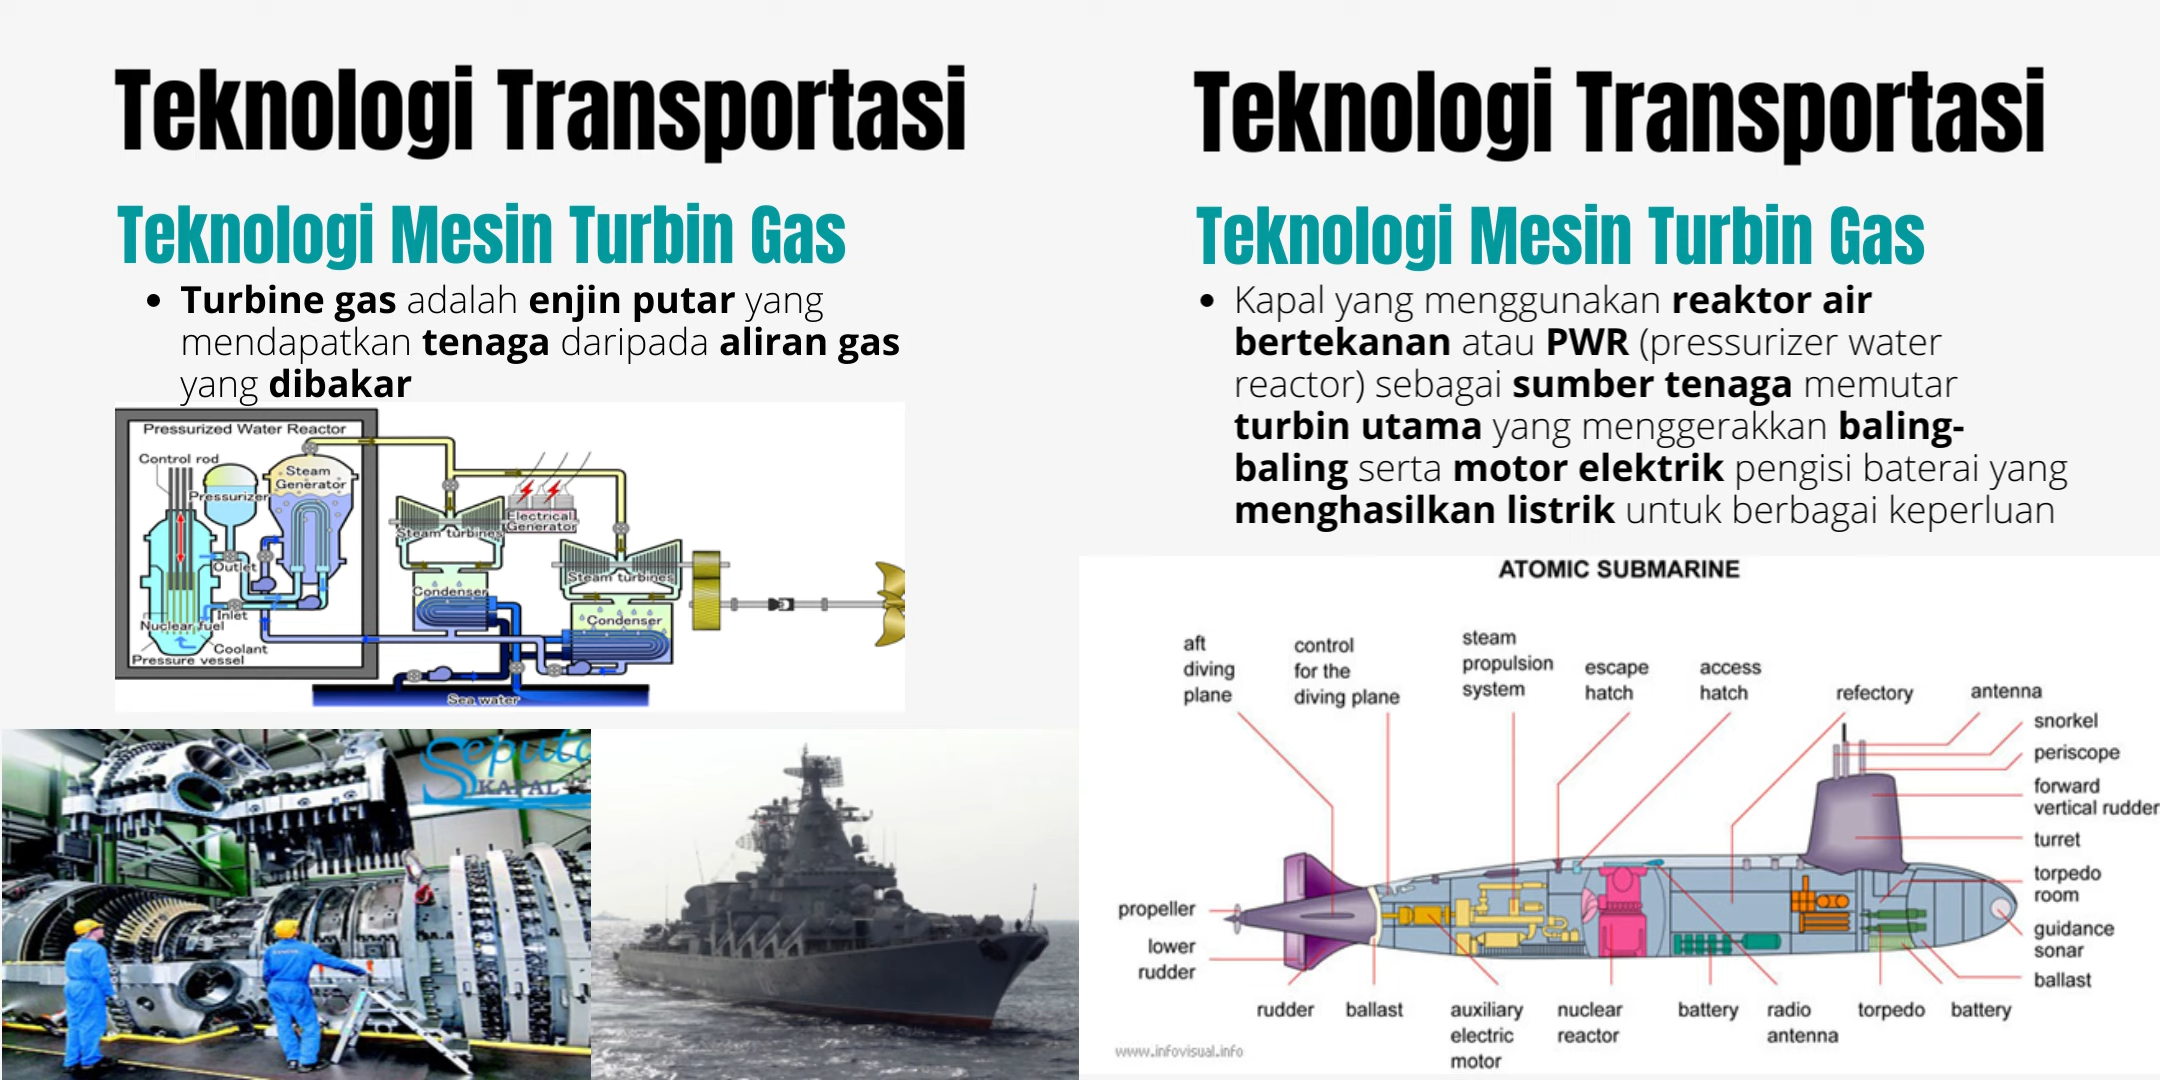 Teknologi Transportasi
Teknologi Mesin Turbin Gas
• Turbine gas adalah enjin putar yang
mendapatkan tenaga daripada aliran gas
yang dibakar
Pressurized Water Reactor
Control rod
Pressurizer
Steam
Generator
Outlet
Inlet
Nuclear fuel
Coolant
Pressure vessel
Steam turbines
Electrical
Generator
Steam turbines
Condenser
Condenser
Sea water
KAPAL
Teknologi Transportasi
Teknologi Mesin Turbin Gas
• Kapal yang menggunakan reaktor air
bertekanan atau PWR (pressurizer water
reactor) sebagai sumber tenaga memutar
turbin utama yang menggerakkan baling-
baling serta motor elektrik pengisi baterai yang
menghasilkan listrik untuk berbagai keperluan
ATOMIC SUBMARINE
aft
diving
plane
control
for the
diving plane
steam
propulsion
system
escape
hatch
access
hatch
refectory
antenna
snorkel
periscope
forward
vertical rudder
turret
torpedo
room
guidance
sonar
ballast
propeller
lower
rudder
rudder
ballast
auxiliary
electric
motor
nuclear
reactor
battery
radio
antenna
torpedo
battery
www.infovisual.info